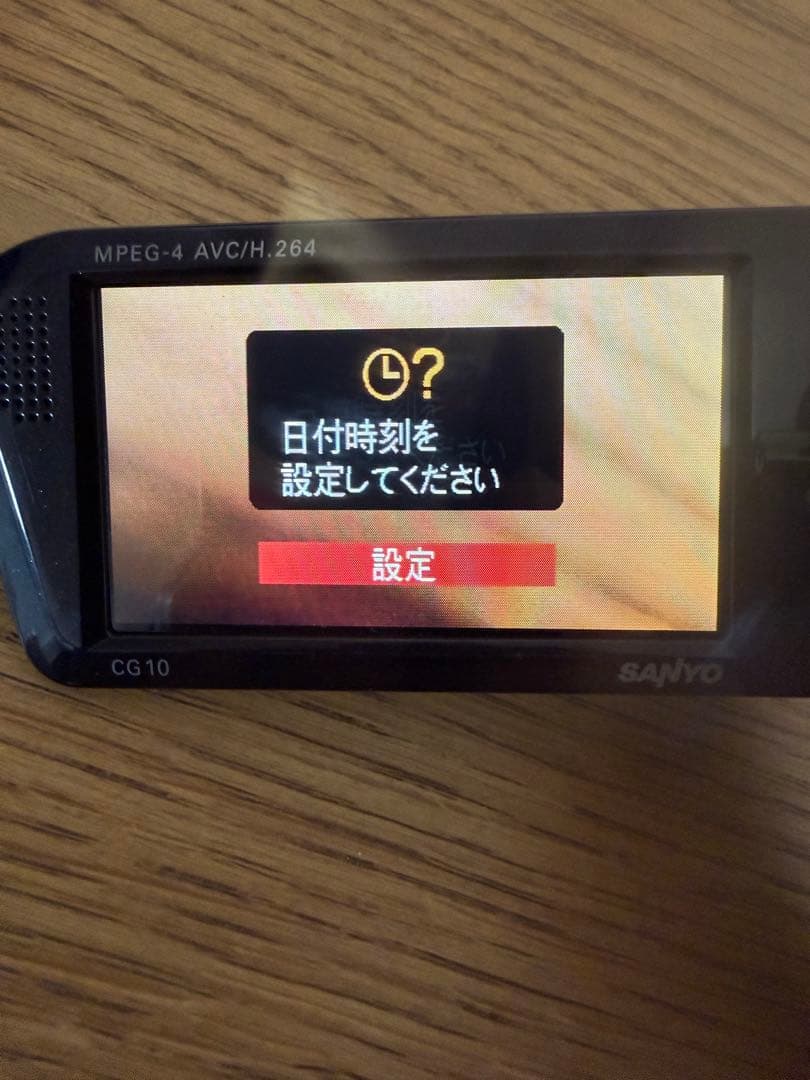 MPEG-4 AVC/H.264
?
日付時刻を
設定してください
設定
CG10
SANYO